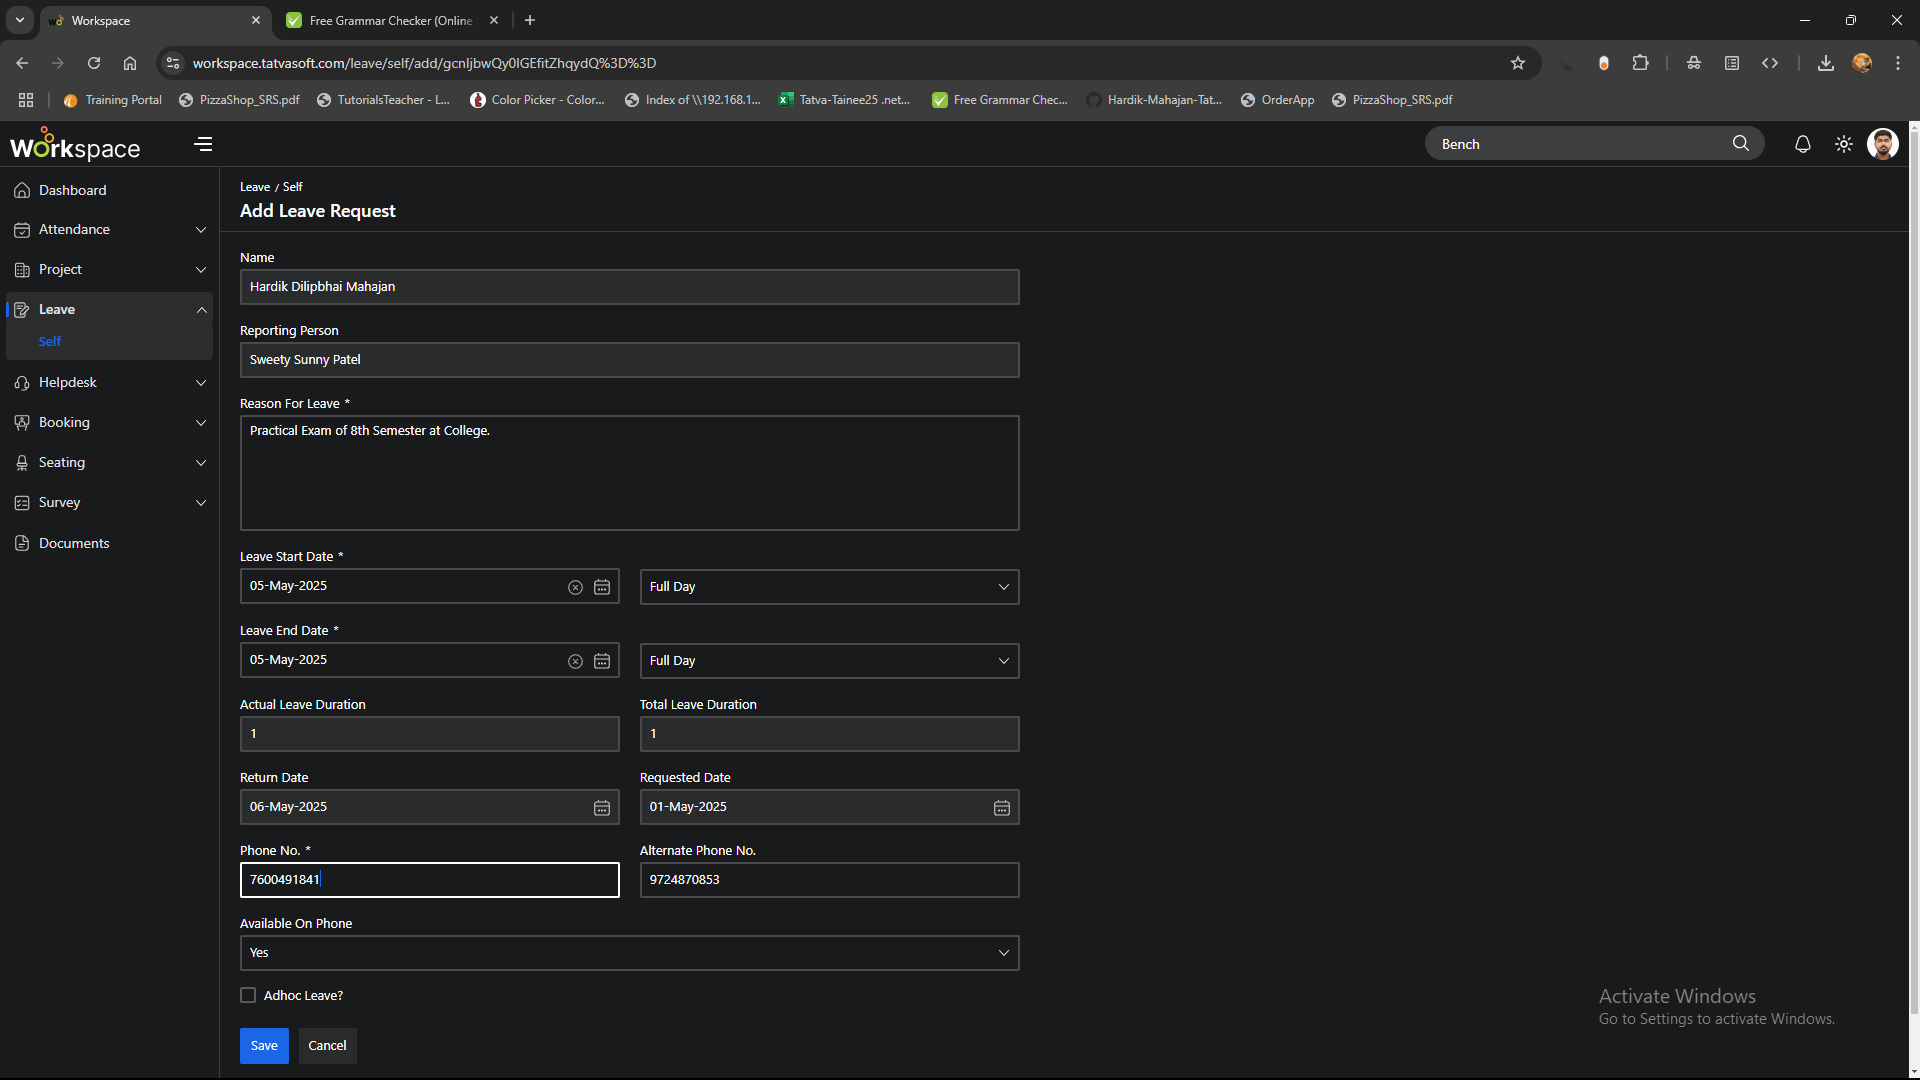 Workspace
Free Grammar Checker (Online
workspace.tatvasoft.com/leave/self/add/gcnIjbwQy0lGEfitZhqydQ%3D%3D
Training Portal
PizzaShop_SRS.pdf
TutorialsTeacher - L...
Color Picker - Color...
Index of \\192.168.1...
Tatva-Tainee25 .net...
Free Grammar Chec...
Hardik-Mahajan-Tat...
OrderApp
PizzaShop_SRS.pdf
Workspace
Bench
Dashboard
Attendance
Project
Leave
Self
Helpdesk
Booking
Seating
Survey
Documents
Leave / Self
Add Leave Request
Name
Hardik Dilipbhai Mahajan
Reporting Person
Sweety Sunny Patel
Reason For Leave *
Practical Exam of 8th Semester at College.
Leave Start Date *
05-May-2025
Full Day
Leave End Date *
05-May-2025
Full Day
Actual Leave Duration
Total Leave Duration
1
1
Return Date
Requested Date
06-May-2025
01-May-2025
Phone No. *
Alternate Phone No.
7600491841
9724870853
Available On Phone
Yes
Adhoc Leave?
Save
Cancel
Activate Windows
Go to Settings to activate Windows.